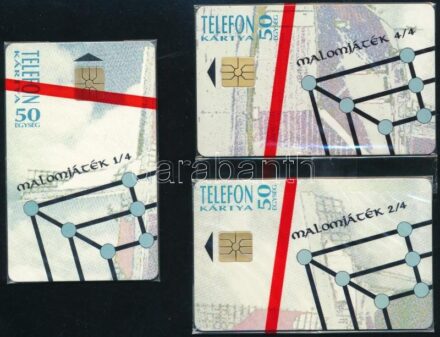 TELEFON
KÁRTYA 50
EGYSÉG
MALOMJÁTÉK 1/4
TELEFON
KÁRTYA 50
EGYSÉG
MALOMJÁTÉK 4/4
TELEFON
KÁRTYA 50
EGYSÉG
MALOMJÁTÉK 2/4